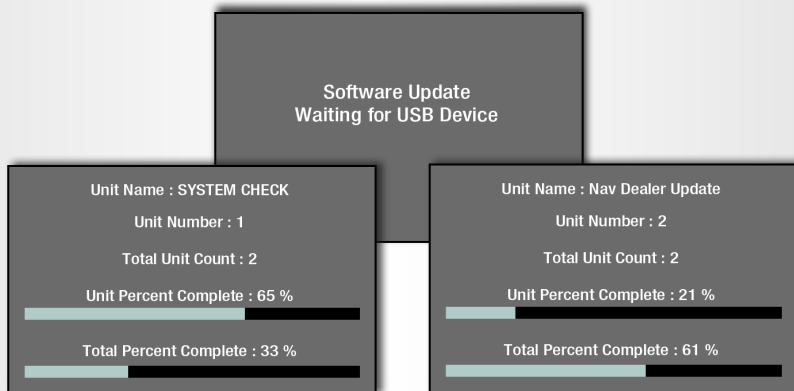 Software Update
Waiting for USB Device
Unit Name : SYSTEM CHECK
Unit Number : 1
Total Unit Count : 2
Unit Percent Complete : 65 %
Total Percent Complete : 33 %
Unit Name : Nav Dealer Update
Unit Number : 2
Total Unit Count : 2
Unit Percent Complete : 21 %
Total Percent Complete : 61 %